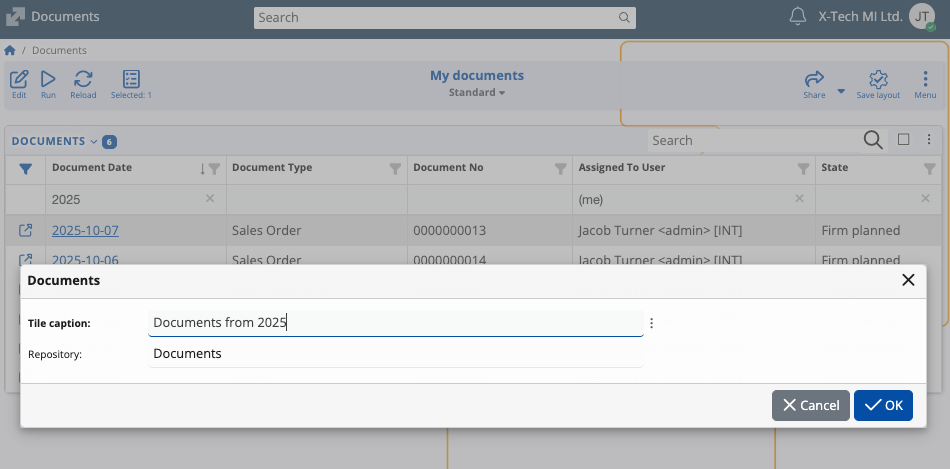 Documents
Search
X-Tech MI Ltd.
JT
/ Documents
Edit
Run
Reload
Selected: 1
My documents
Standard
Share
Save layout
Menu
DOCUMENTS 6
Search
Document Date
Document Type
Document No
Assigned To User
State
2025
(me)
2025-10-07 Sales Order 0000000013 Jacob Turner <admin> [INT] Firm planned
2025-10-06 Sales Order 0000000014 Jacob Turner <admin> [INT] Firm planned
Documents
Tile caption: Documents from 2025
Repository: Documents
Cancel
OK